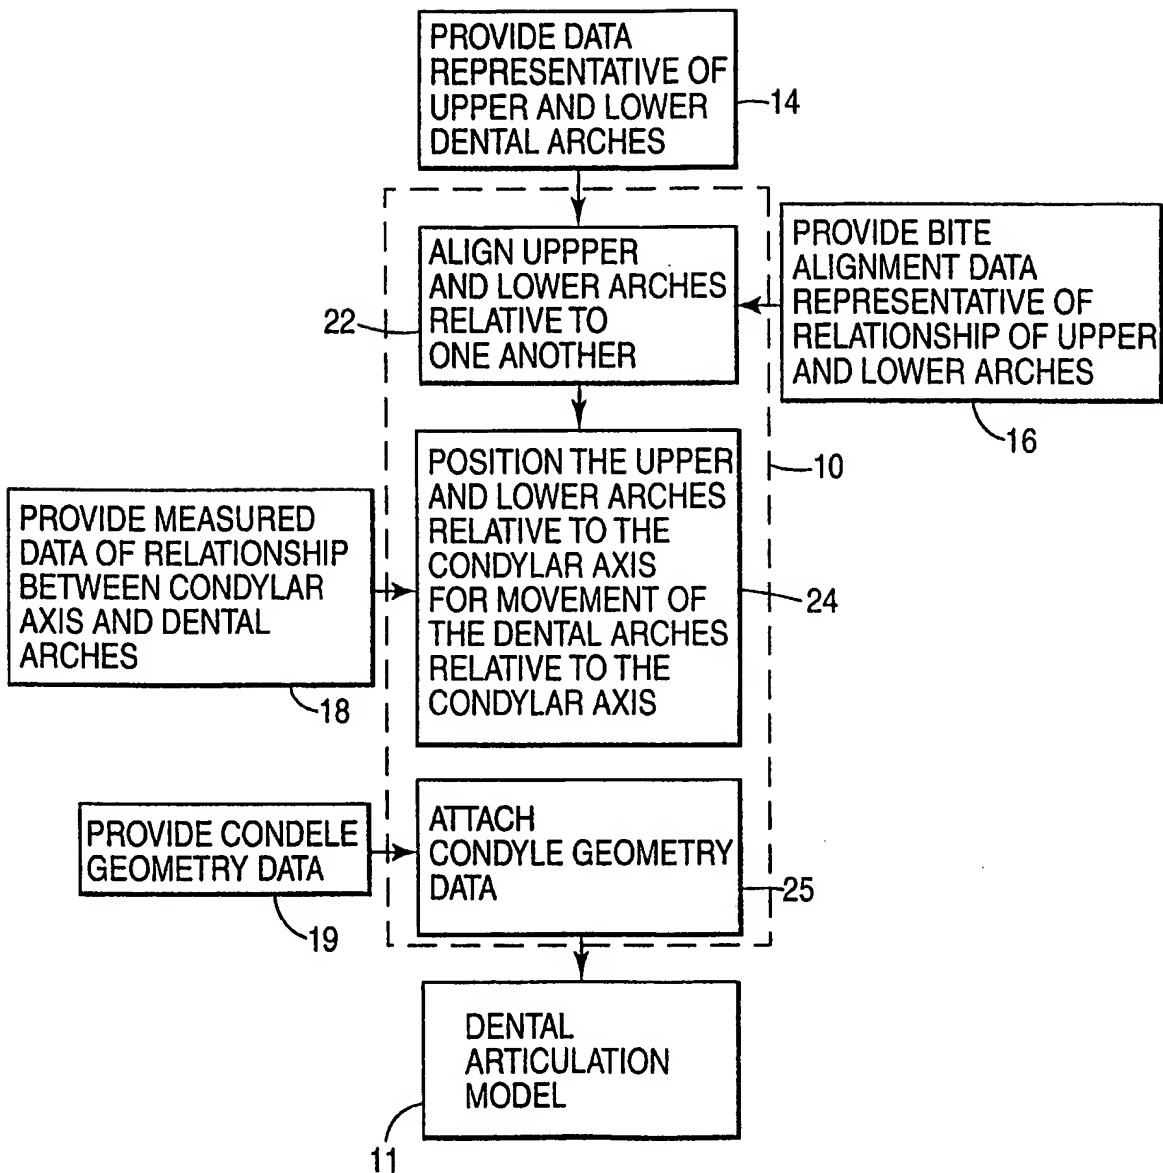 PROVIDE DATA
REPRESENTATIVE OF
UPPER AND LOWER
DENTAL ARCHES
14
ALIGN UPPPER
AND LOWER ARCHES
RELATIVE TO
ONE ANOTHER
22
PROVIDE BITE
ALIGNMENT DATA
REPRESENTATIVE OF
RELATIONSHIP OF UPPER
AND LOWER ARCHES
16
10
POSITION THE UPPER
AND LOWER ARCHES
RELATIVE TO THE
CONDYLAR AXIS
FOR MOVEMENT OF
THE DENTAL ARCHES
RELATIVE TO THE
CONDYLAR AXIS
24
PROVIDE MEASURED
DATA OF RELATIONSHIP
BETWEEN CONDYLAR
AXIS AND DENTAL
ARCHES
18
PROVIDE CONDELE
GEOMETRY DATA
19
ATTACH
CONDYLE GEOMETRY
DATA
25
DENTAL
ARTICULATION
MODEL
11